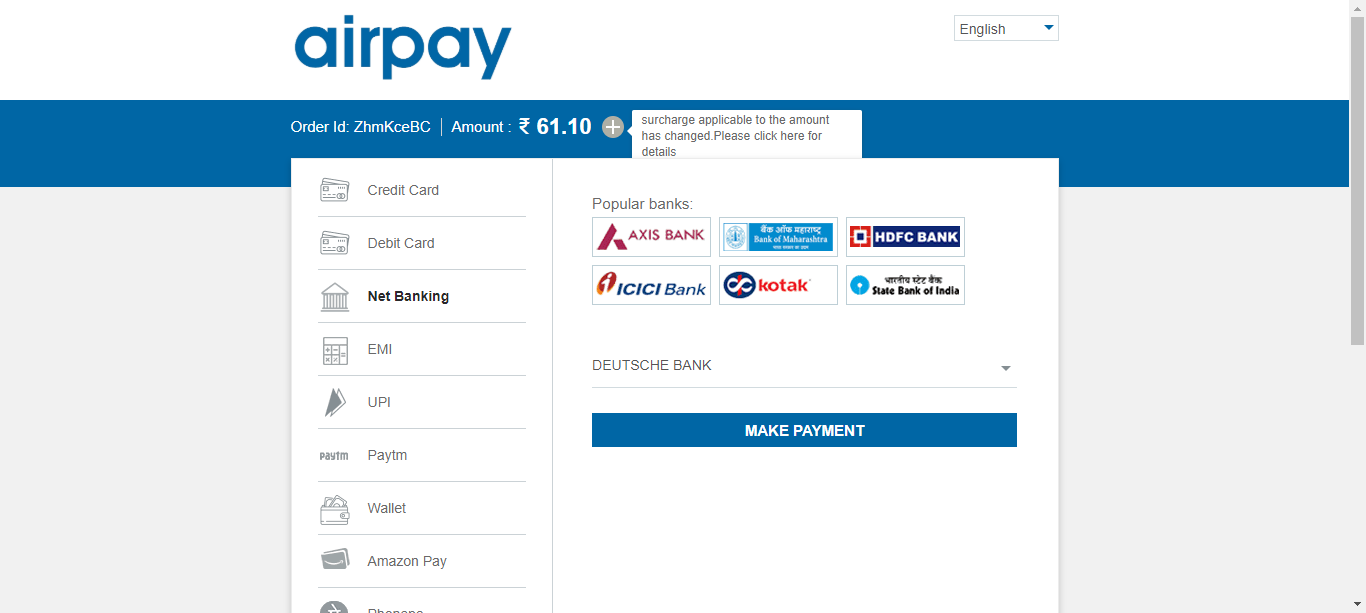 airpay
English
Order Id: ZhmKceBC
Amount : ₹ 61.10
surcharge applicable to the amount
has changed.Please click here for
details
Credit Card
Debit Card
Net Banking
EMI
UPI
Paytm
Paytm
Wallet
Amazon Pay
Phonepe
Popular banks:
AXIS BANK
बैंक ऑफ महाराष्ट्र
Bank of Maharashtra
HDFC BANK
ICICI Bank
kotak
भारतीय स्टेट बैंक
State Bank of India
DEUTSCHE BANK
MAKE PAYMENT